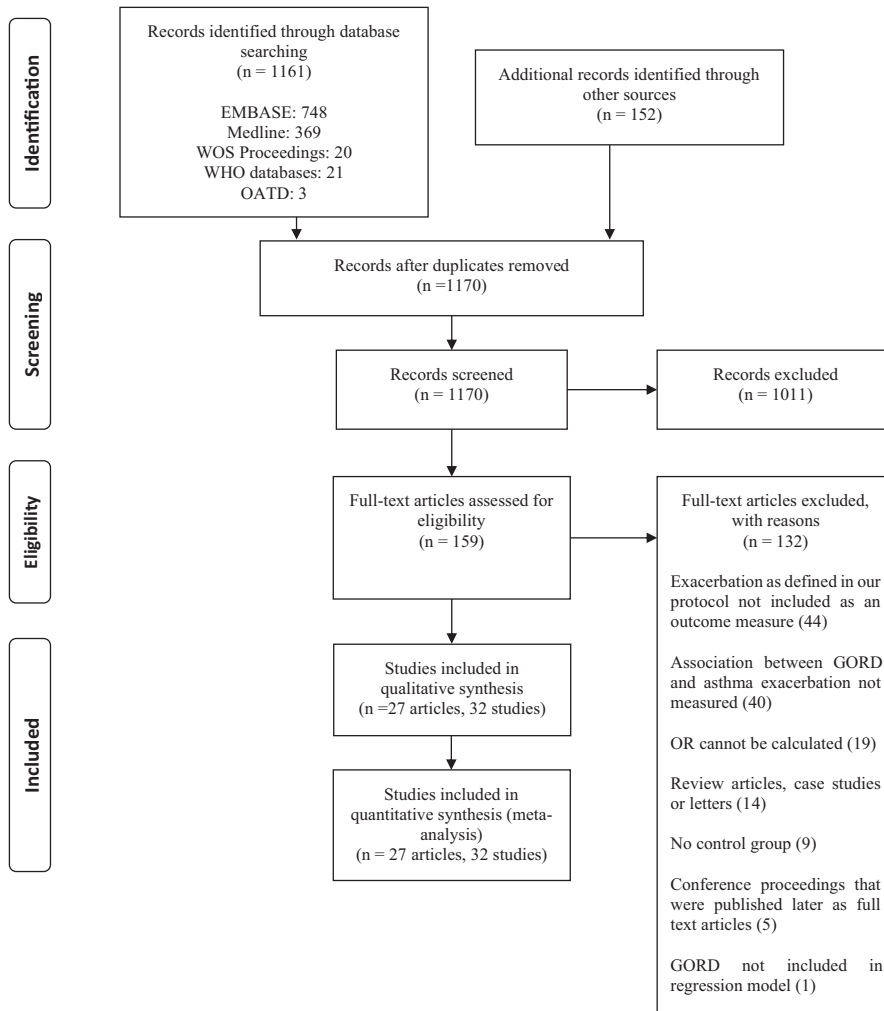 Identification
Records identified through database
searching
(n = 1161)
EMBASE: 748
Medline: 369
WOS Proceedings: 20
WHO databases: 21
OATD: 3
Additional records identified through
other sources
(n = 152)
Screening
Records after duplicates removed
(n =1170)
Records screened
(n = 1170)
Records excluded
(n = 1011)
Eligibility
Full-text articles assessed for
eligibility
(n = 159)
Full-text articles excluded,
with reasons
(n = 132)
Exacerbation as defined in our
protocol not included as an
outcome measure (44)
Association between GORD
and asthma exacerbation not
measured (40)
OR cannot be calculated (19)
Review articles, case studies
or letters (14)
No control group (9)
Conference proceedings that
were published later as full
text articles (5)
GORD not included in
regression model (1)
Included
Studies included in
qualitative synthesis
(n =27 articles, 32 studies)
Studies included in
quantitative synthesis (meta-
analysis)
(n = 27 articles, 32 studies)